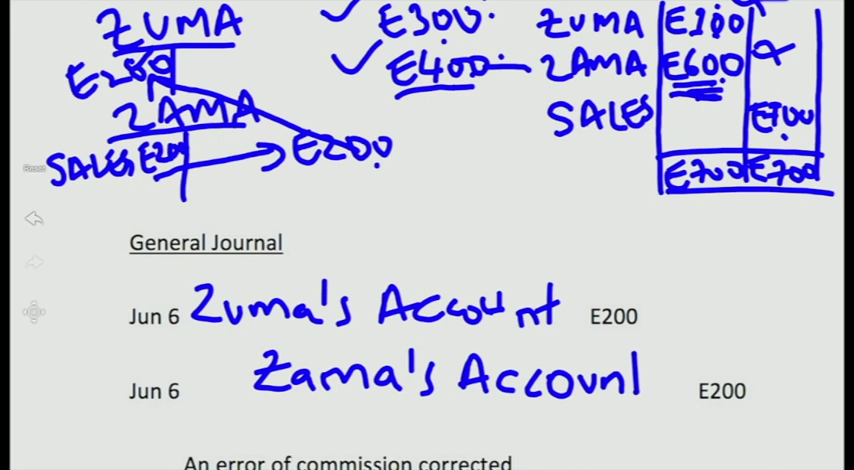 ZUMA
E300.
ZUMA E100
ZAMA
E400.
ZAMA E600
SALES
E700
SALES E200
E200.
E700 E700
Reset
General Journal
Jun 6 Zuma's Account E200
Jun 6 Zama's Account E200
An error of commission corrected